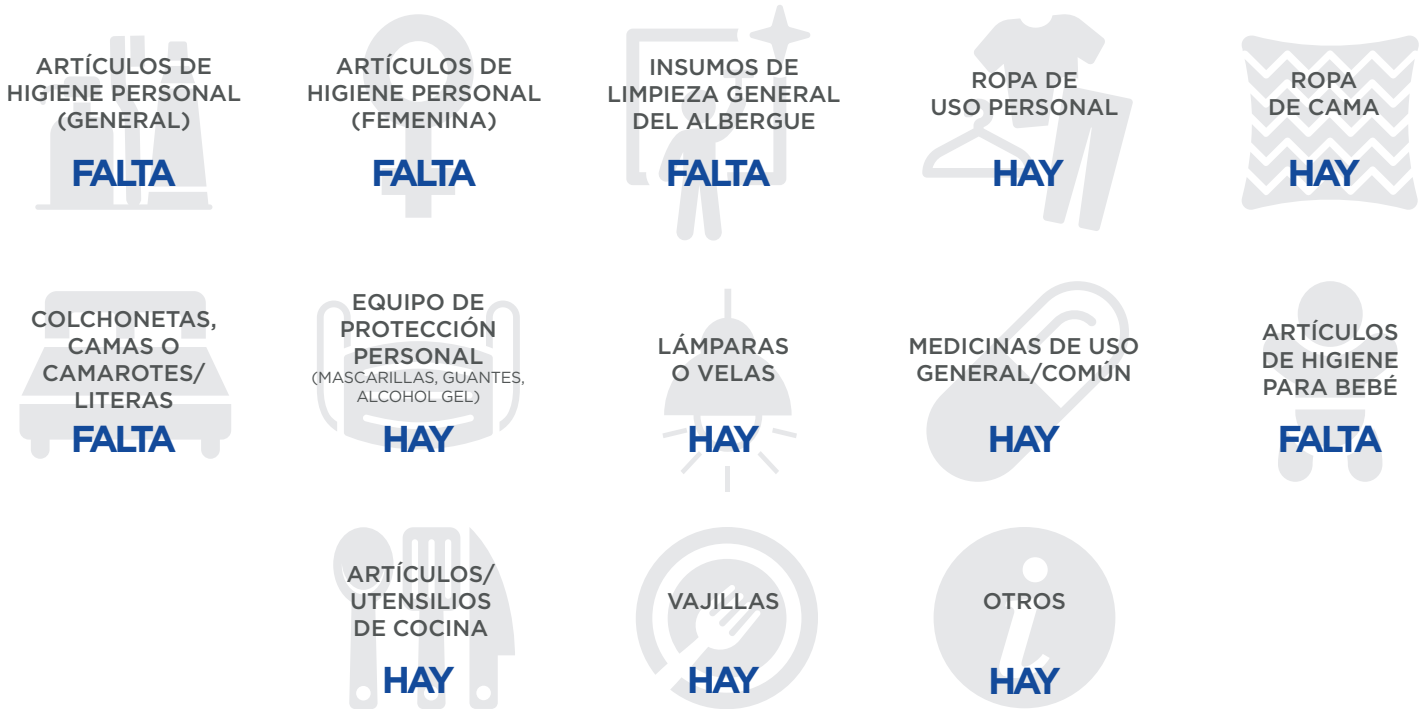 ARTÍCULOS DE
HIGIENE PERSONAL
(GENERAL)
FALTA
ARTÍCULOS DE
HIGIENE PERSONAL
(FEMENINA)
FALTA
INSUMOS DE
LIMPIEZA GENERAL
DEL ALBERGUE
FALTA
ROPA DE
USO PERSONAL
HAY
ROPA
DE CAMA
HAY
COLCHONETAS,
CAMAS O
CAMAROTES/
LITERAS
FALTA
EQUIPO DE
PROTECCIÓN
PERSONAL
(MASCARILLAS, GUANTES,
ALCOHOL GEL)
HAY
LÁMPARAS
O VELAS
HAY
MEDICINAS DE USO
GENERAL/COMÚN
HAY
ARTÍCULOS
DE HIGIENE
PARA BEBÉ
FALTA
ARTÍCULOS/
UTENSILIOS
DE COCINA
HAY
VAJILLAS
HAY
OTROS
HAY